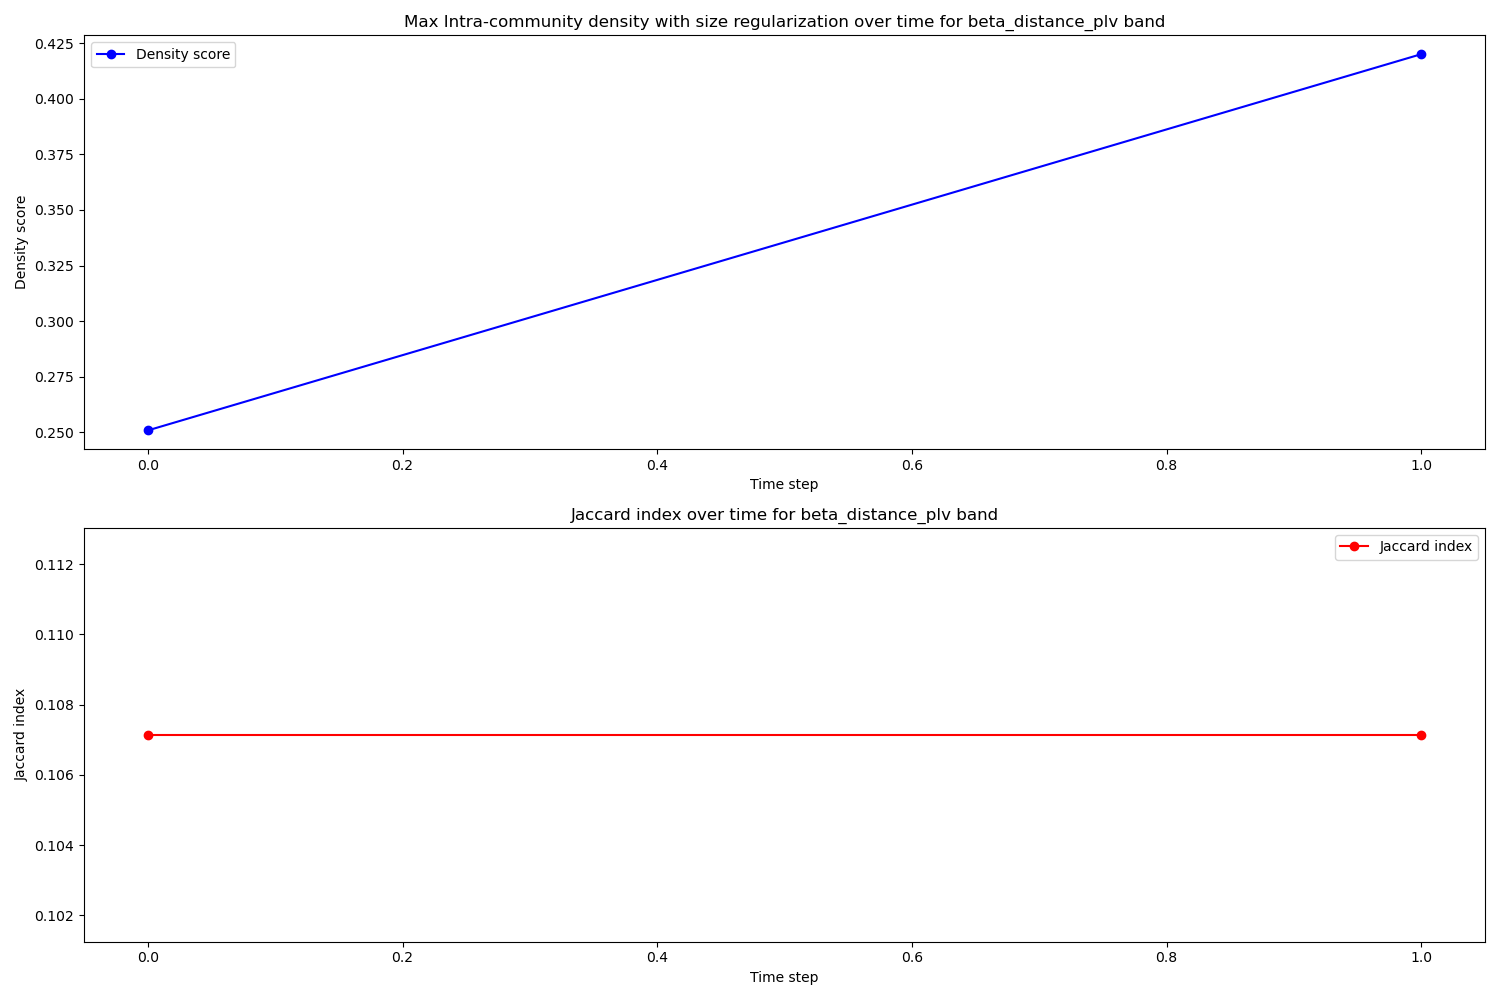 Max Intra-community density with size regularization over time for beta_distance_plv band
0.425
0.400
0.375
0.350
0.325
0.300
0.275
0.250
Density score
Density score
0.0 0.2 0.4 0.6 0.8 1.0
Time step
Jaccard index over time for beta_distance_plv band
0.112
0.110
0.108
0.106
0.104
0.102
Jaccard index
Jaccard index
0.0 0.2 0.4 0.6 0.8 1.0
Time step